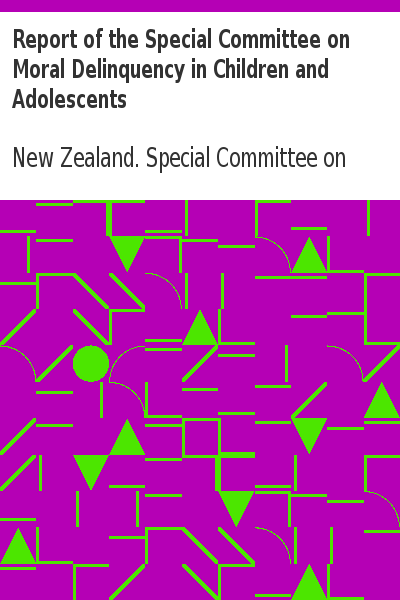 Report of the Special Committee on
Moral Delinquency in Children and
Adolescents
New Zealand. Special Committee on